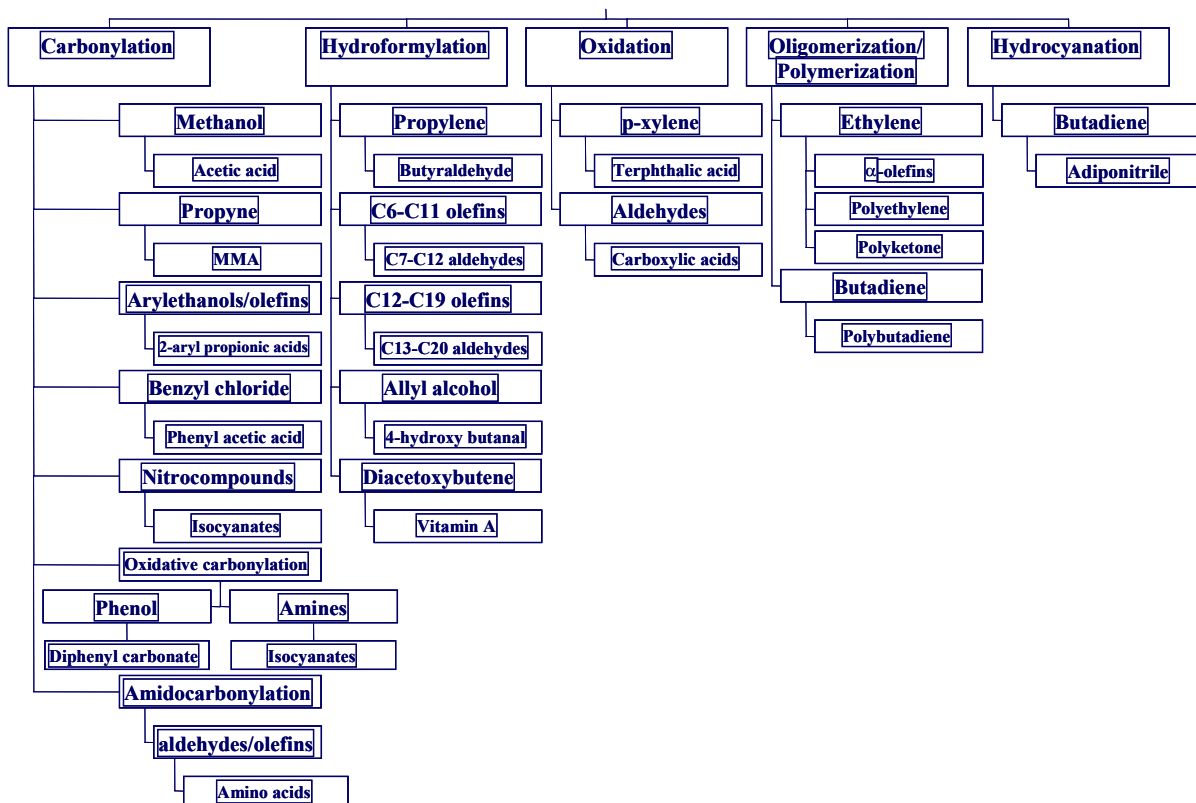 Carbonylation
Methanol
Acetic acid
Propyne
MMA
Arylethanols/olefins
2-aryl propionic acids
Benzyl chloride
Phenyl acetic acid
Nitrocompounds
Isocyanates
Oxidative carbonylation
Phenol
Diphenyl carbonate
Amines
Isocyanates
Amidocarbonylation
aldehydes/olefins
Amino acids
Hydroformylation
Propylene
Butyraldehyde
C6-C11 olefins
C7-C12 aldehydes
C12-C19 olefins
C13-C20 aldehydes
Allyl alcohol
4-hydroxy butanal
Diacetoxybutene
Vitamin A
Oxidation
p-xylene
Terphthalic acid
Aldehydes
Carboxylic acids
Oligomerization/
Polymerization
Ethylene
α-olefins
Polyethylene
Polyketone
Butadiene
Polybutadiene
Hydrocyanation
Butadiene
Adiponitrile